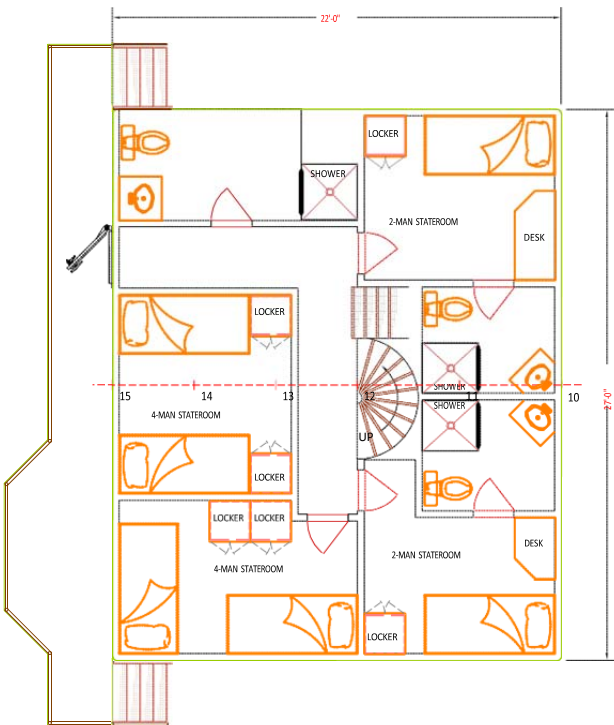 22'-0"
LOCKER
SHOWER
2-MAN STATEROOM
DESK
LOCKER
SHOWER
15 14 13 12 11 10
SHOWER
27'-0"
4-MAN STATEROOM
UP
LOCKER
LOCKER LOCKER
DESK
2-MAN STATEROOM
4-MAN STATEROOM
LOCKER